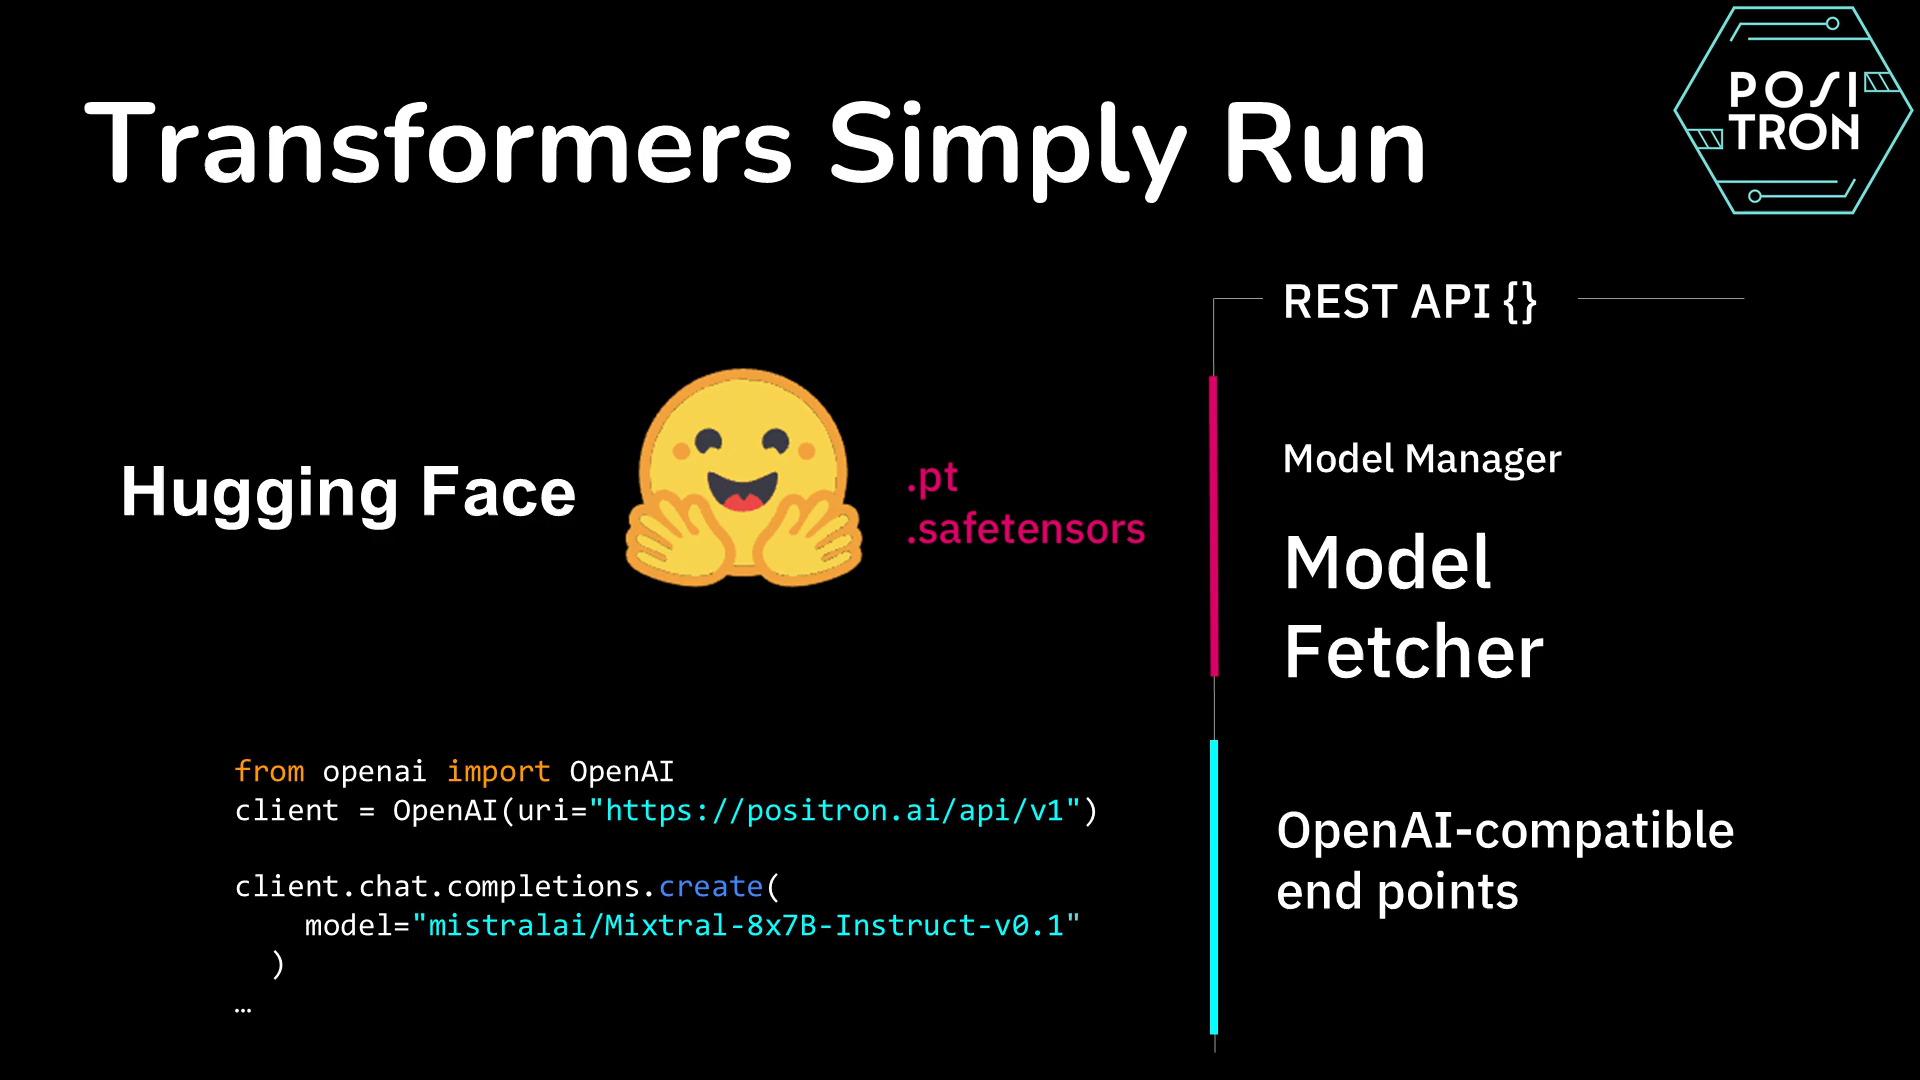 Transformers Simply Run
POSI
TRON
REST API {}
Hugging Face
.pt
.safetensors
Model Manager
Model
Fetcher
from openai import OpenAI
client = OpenAI(uri="https://positron.ai/api/v1")
client.chat.completions.create(
model="mistralai/Mixtral-8x7B-Instruct-v0.1"
)
…
OpenAI-compatible
end points